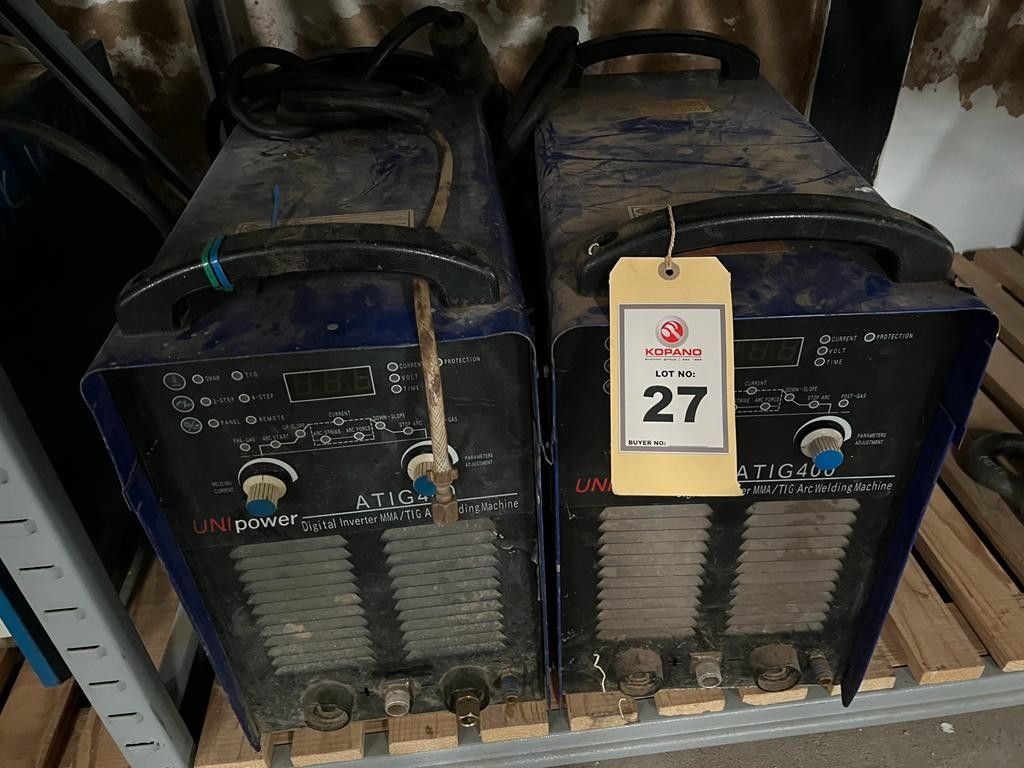 SWAN TIG
2-STEP 4-STEP
PANEL REMOTE
CURRENT PROTECTION
VOLT
TIME
PRE-GAS ARC START UP-SLOPE CURRENT DOWN-SLOPE STOP ARC
ARC STRIKE ARC FORCE
WELDING CURRENT
PARAMETERS ADJUSTMENT
UNIpower
Digital Inverter MMA/TIG Welding Machine
KOPANO
LOT NO:
27
BUYER NO:
CURRENT PROTECTION
VOLT
TIME
CURRENT DOWN-SLOPE
ARC FORCE STOP ARC POST-GAS
PARAMETERS ADJUSTMENT
ATIG400
MMA/TIG Arc Welding Machine